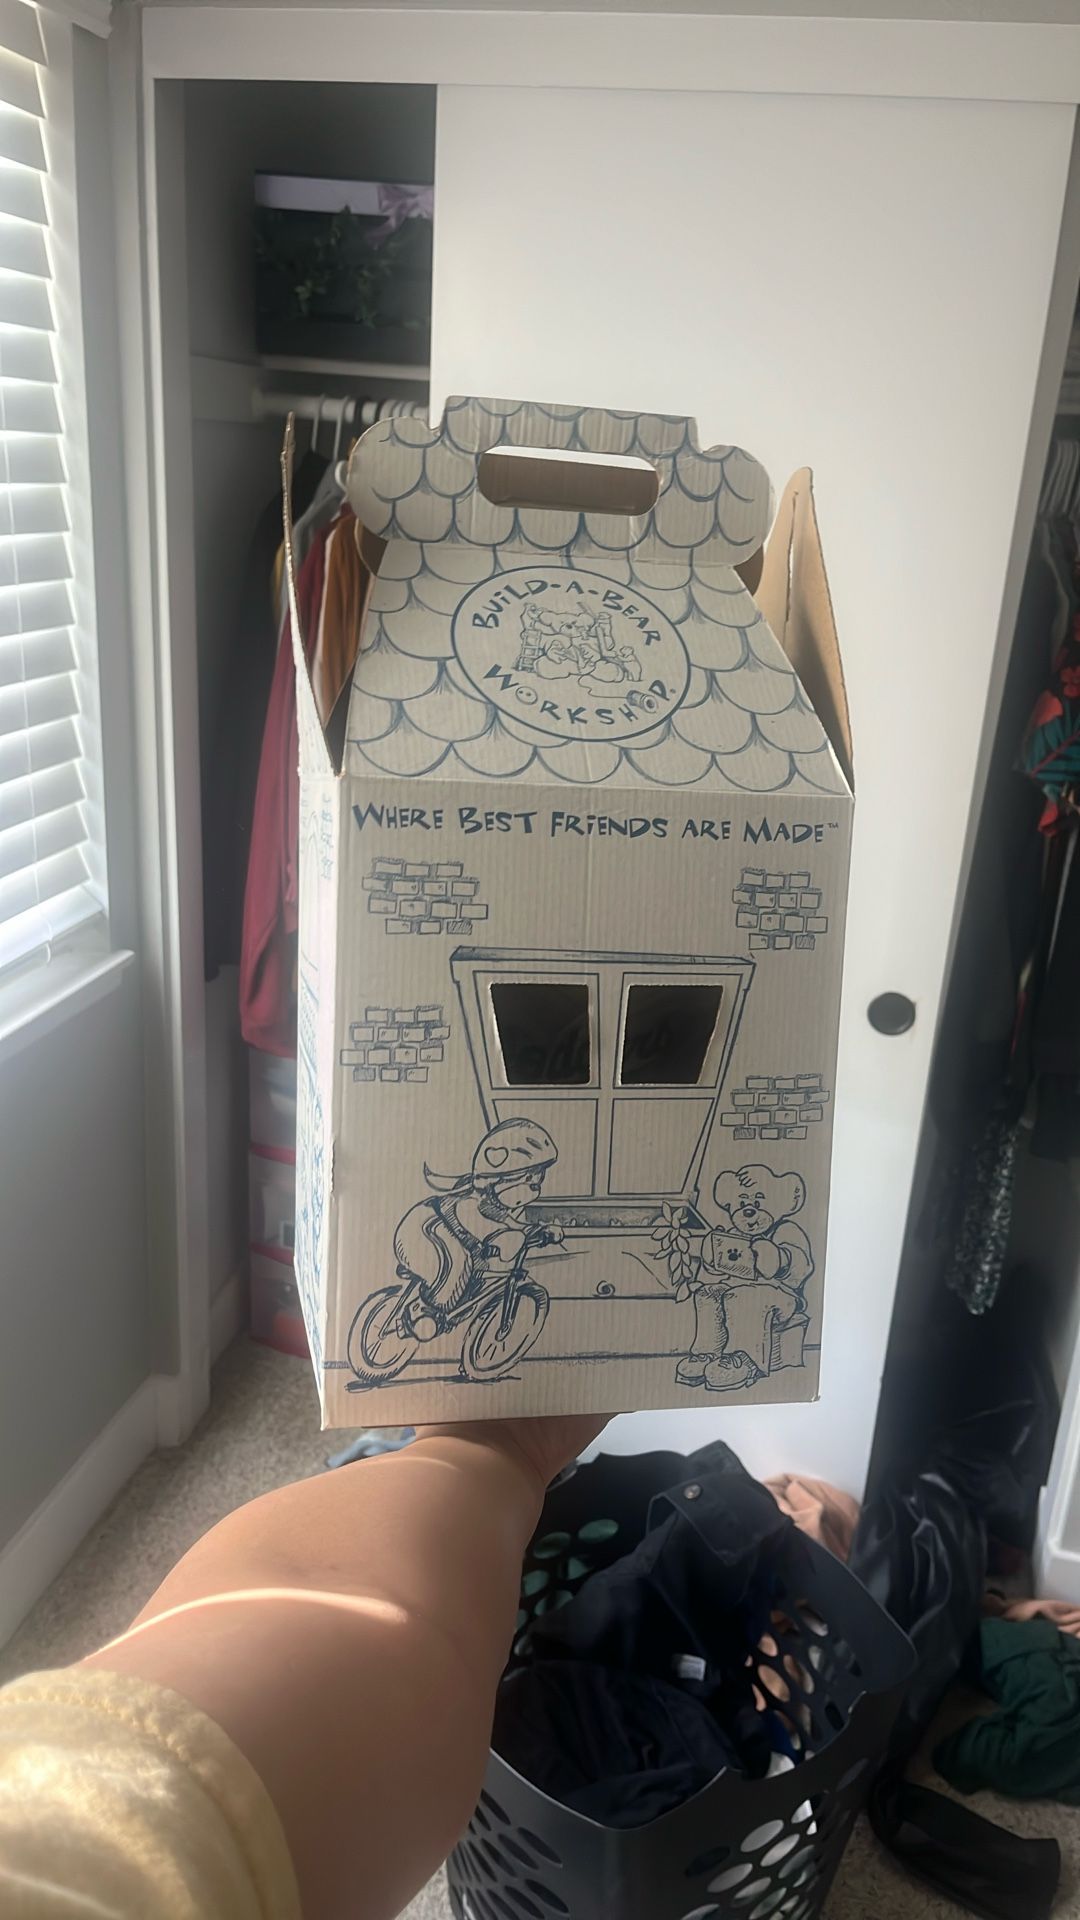 BUiLD-A-BEAR
WORKSHOP.
WHERE BEST FRiENDS ARE MADE™